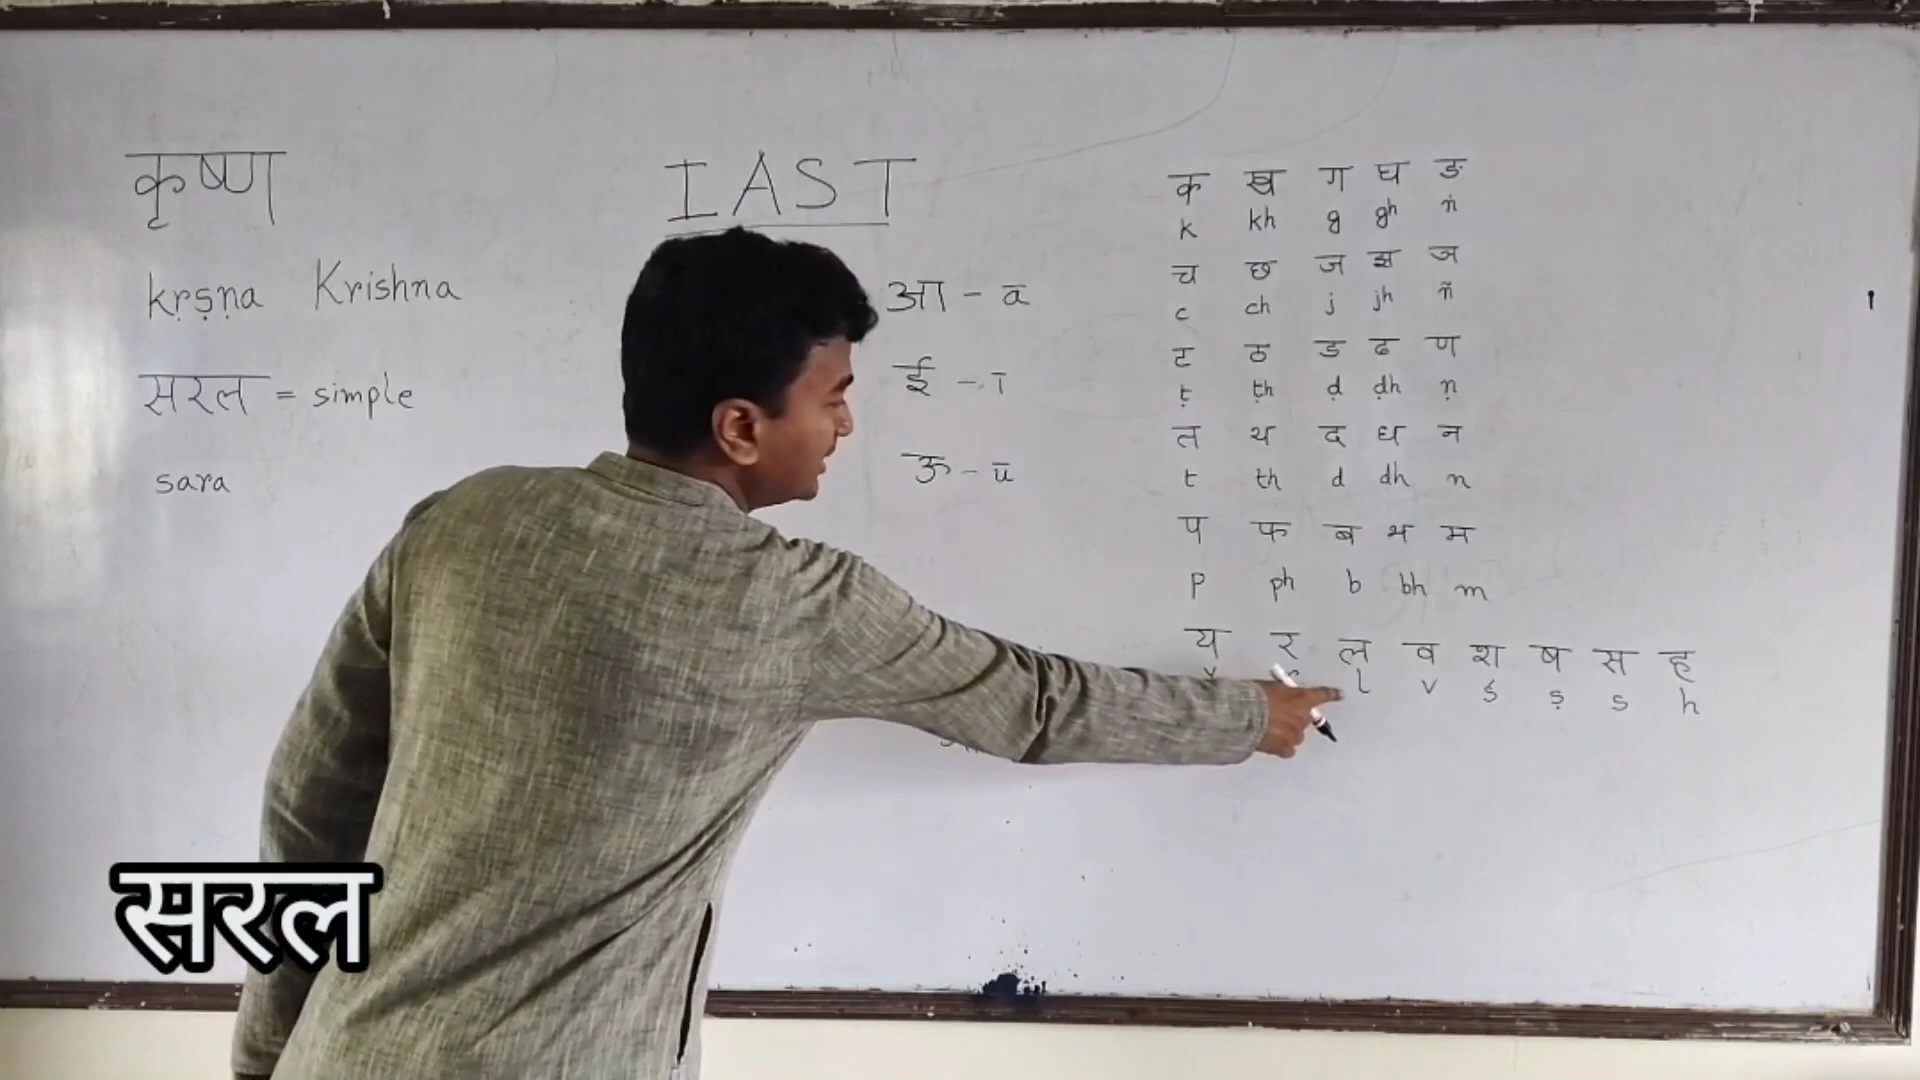 कृष्ण
kṛṣṇa Krishna
सरल = simple
sara
IAST
आ - ā
ई - ī
ऊ - ū
क ख ग घ ङ
k kh g gh ṅ
च छ ज झ ञ
c ch j jh ñ
ट ठ ड ढ ण
ṭ ṭh ḍ ḍh ṇ
त थ द ध न
t th d dh n
प फ ब भ म
p ph b bh m
य र ल व श ष स ह
l v ś ṣ s h
सरल